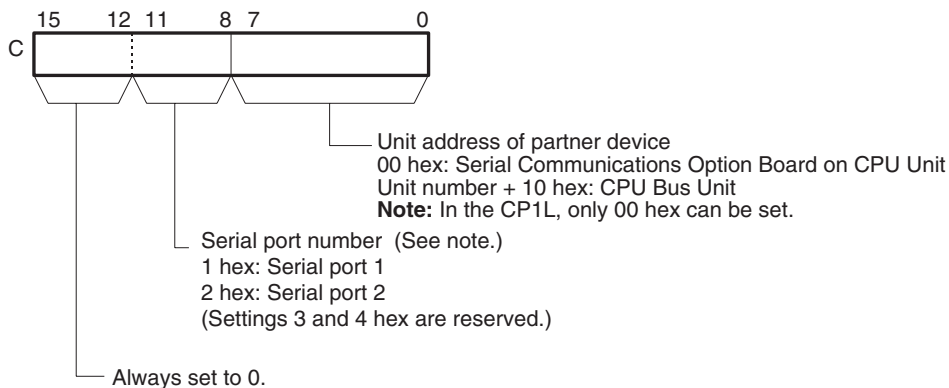 15 12 11 8 7 0
C
Unit address of partner device
00 hex: Serial Communications Option Board on CPU Unit
Unit number + 10 hex: CPU Bus Unit
Note: In the CP1L, only 00 hex can be set.
Serial port number (See note.)
1 hex: Serial port 1
2 hex: Serial port 2
(Settings 3 and 4 hex are reserved.)
Always set to 0.